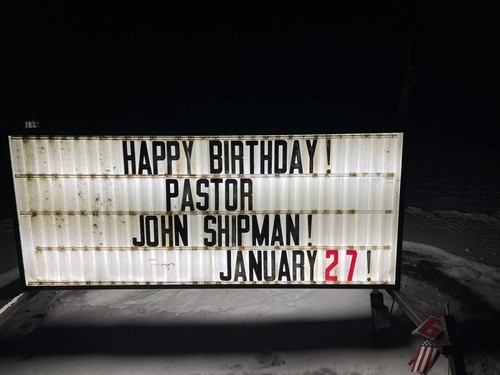 HAPPY BIRTHDAY!
PASTOR
JOHN SHIPMAN!
JANUARY 27!